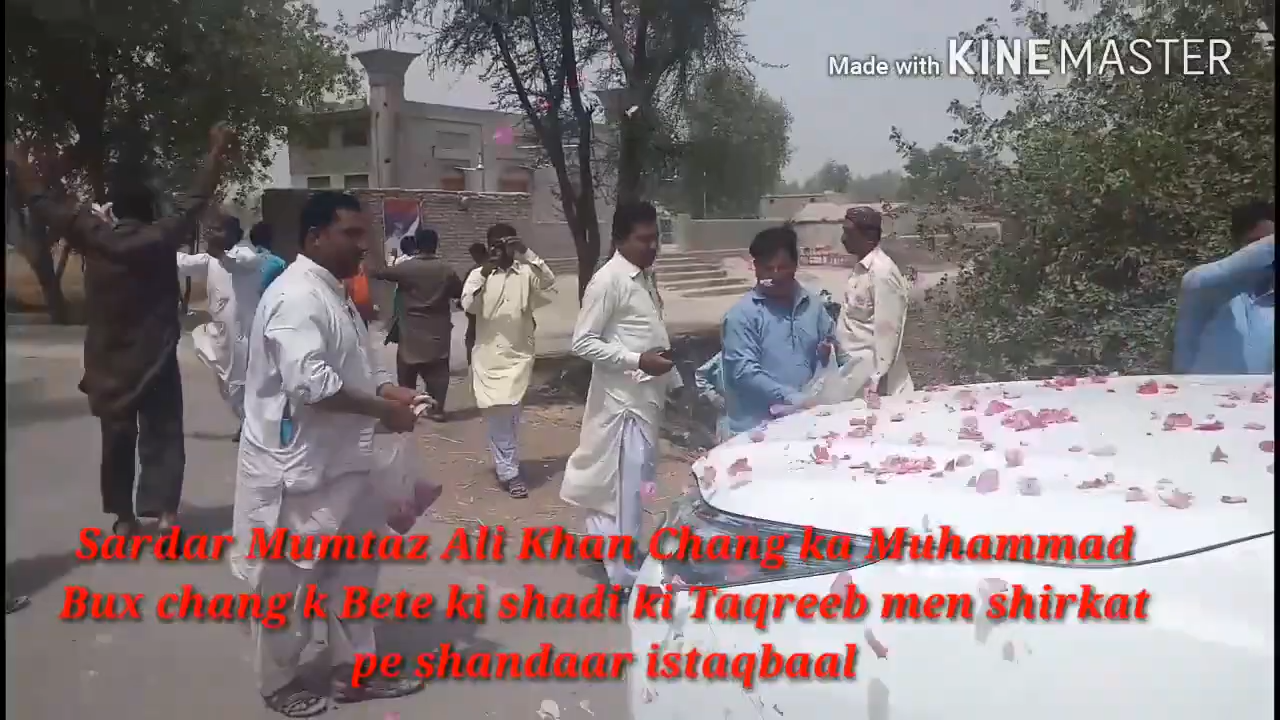 Made with KINEMASTER
Sardar Mumtaz Ali Khan Chang ka Muhammad
Bux chang k Bete ki shadi ki Taqreeb men shirkat
pe shandaar istaqbaal